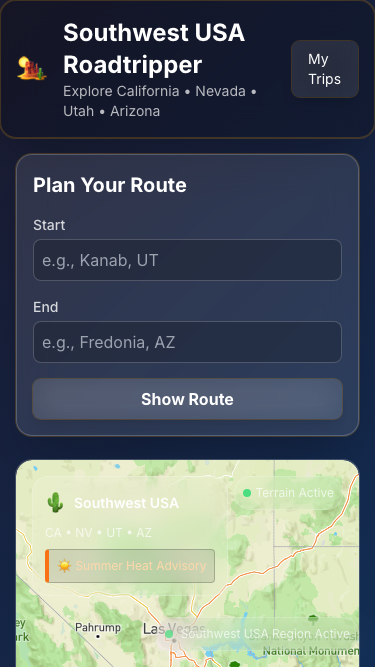 Southwest USA
Roadtripper
Explore California • Nevada •
Utah • Arizona
My
Trips
Plan Your Route
Start
e.g., Kanab, UT
End
e.g., Fredonia, AZ
Show Route
Southwest USA
Terrain Active
CA • NV • UT • AZ
Summer Heat Advisory
Pahrump
Las Vegas
Southwest USA Region Active
ey
ark
Grand
National Monument